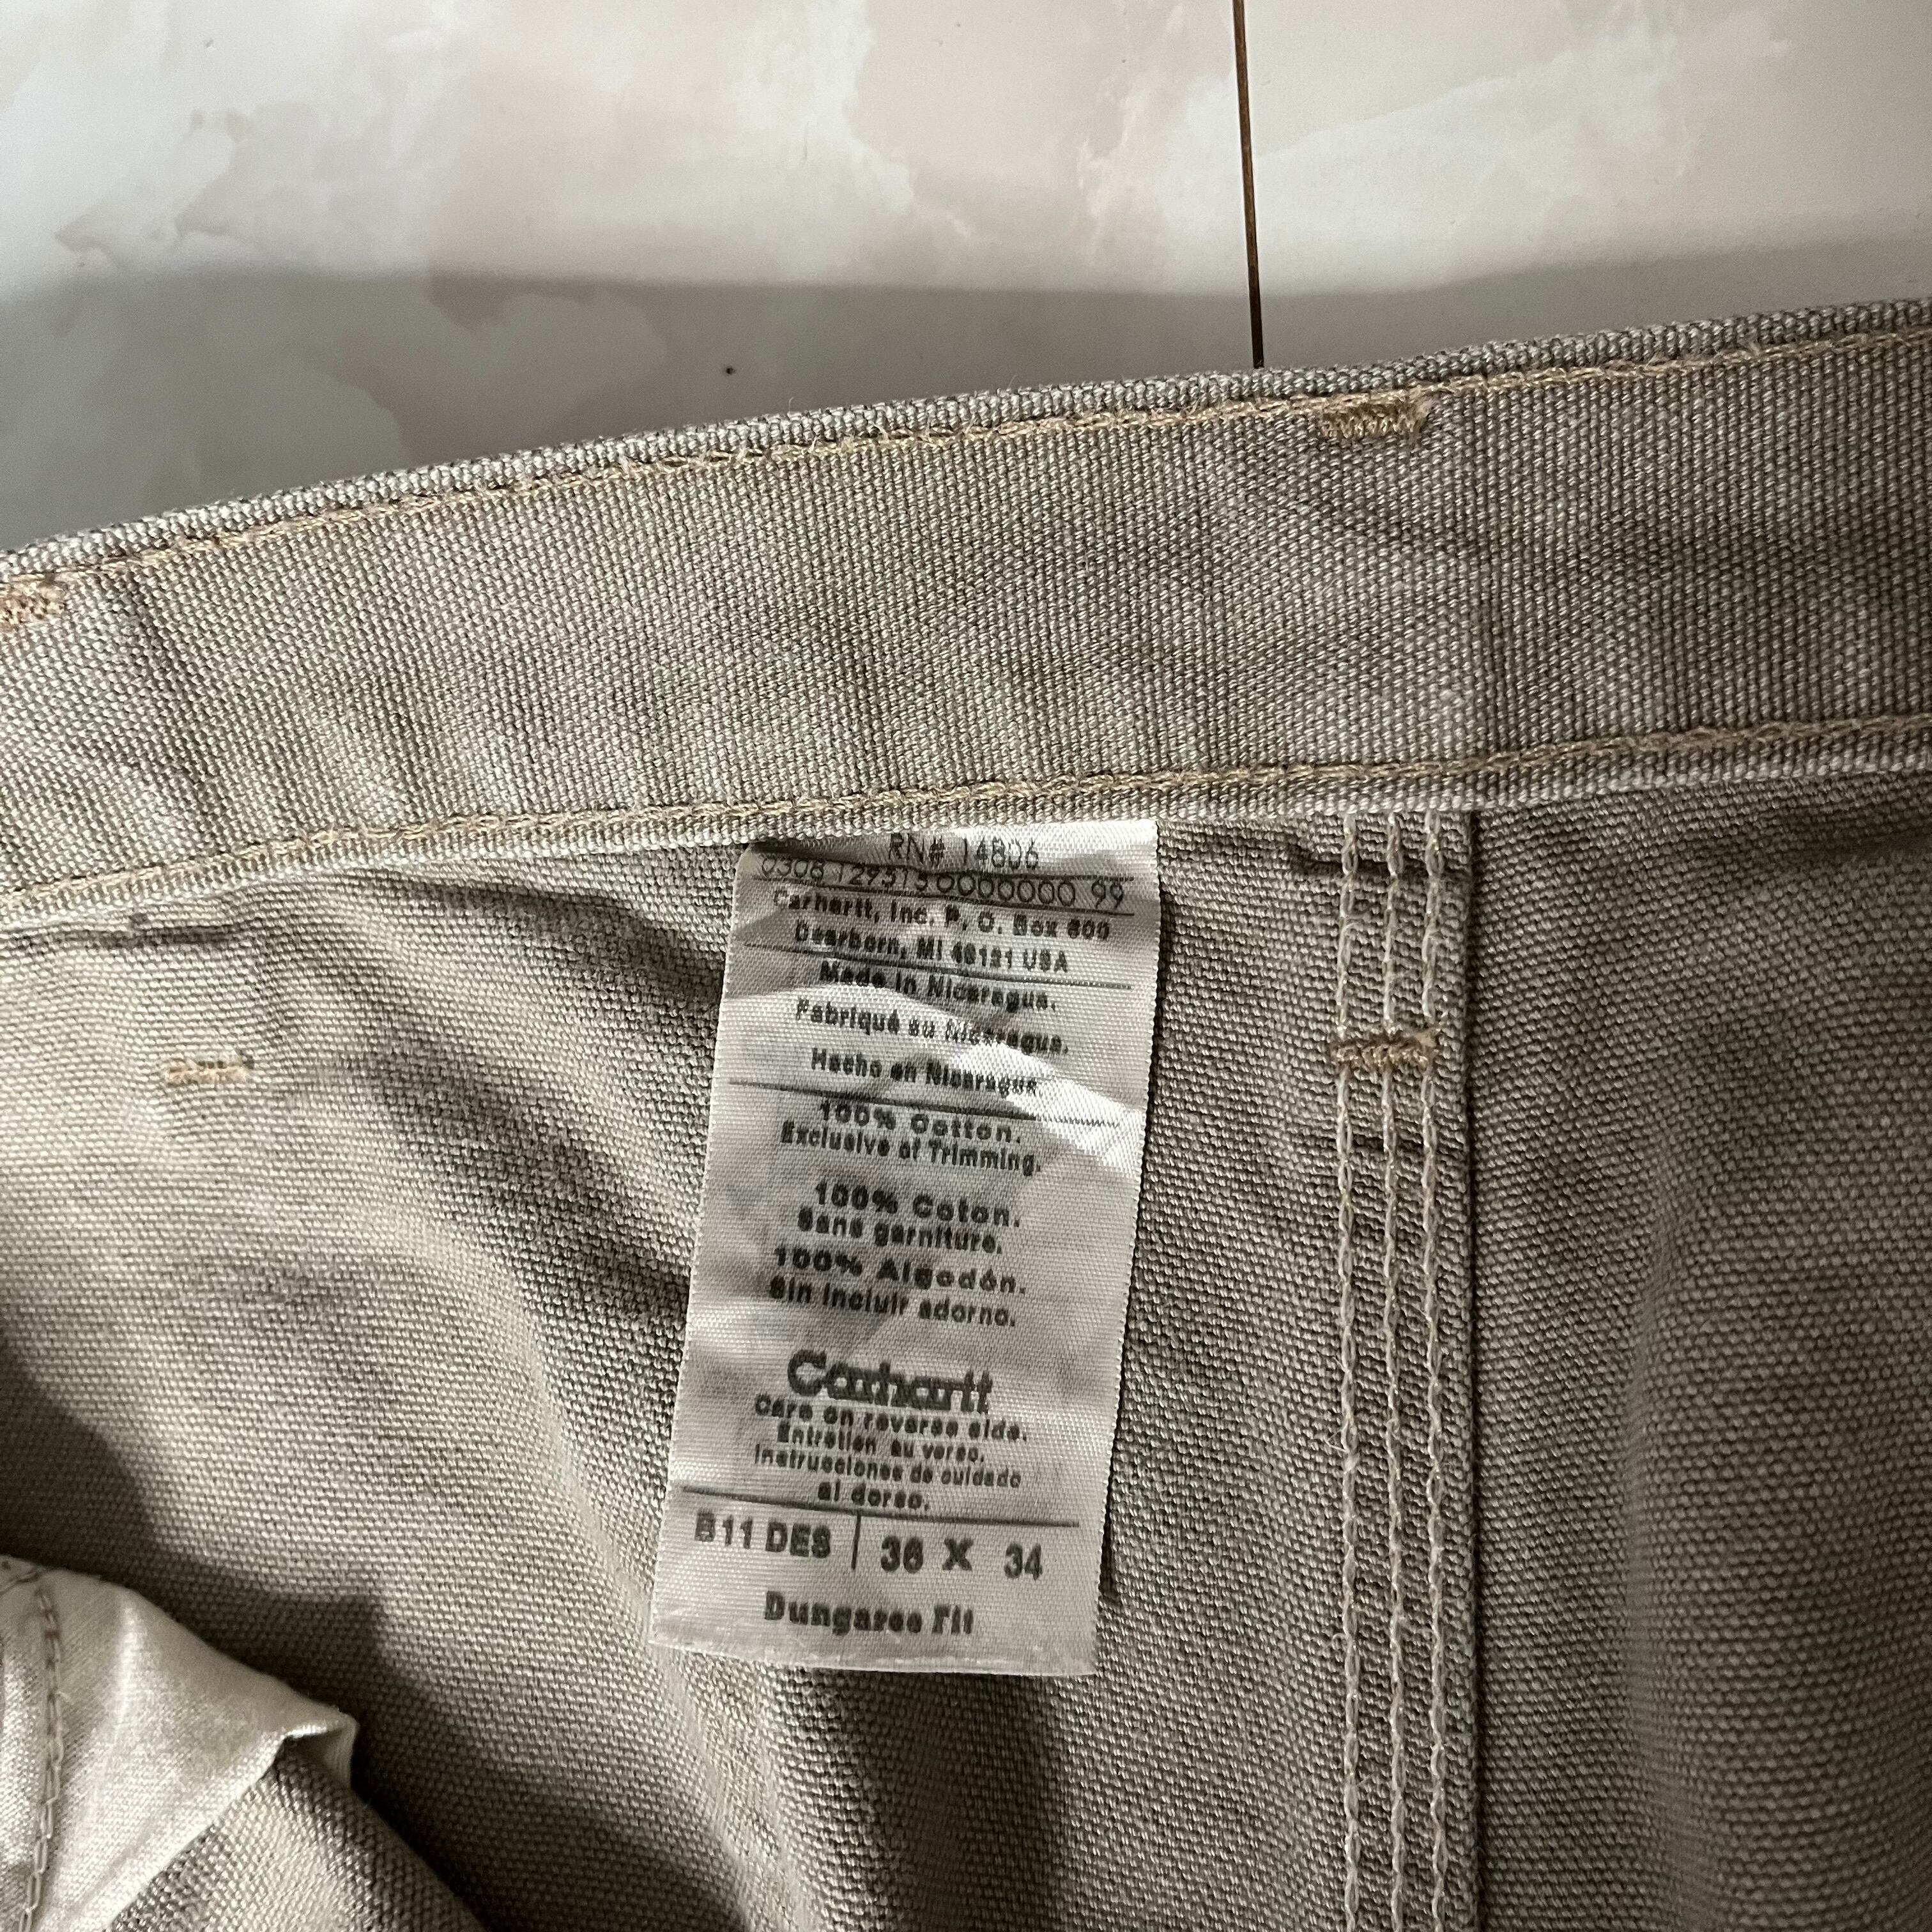 RN# 14806
0308 129315 0000000 99
Carhartt, Inc. P. O. Box 600
Dearborn, MI 48121 USA
Made in Nicaragua.
Fabriqué au Nicaragua.
Hecho en Nicaragua.
100% Cotton.
Exclusive of Trimming.
100% Coton.
Sans garniture.
100% Algodón.
Sin incluir adorno.
Carhartt
Care on reverse side.
Entretien au verso.
Instrucciones de cuidado
al dorso.
B11 DES 36 X 34
Dungaree Fit